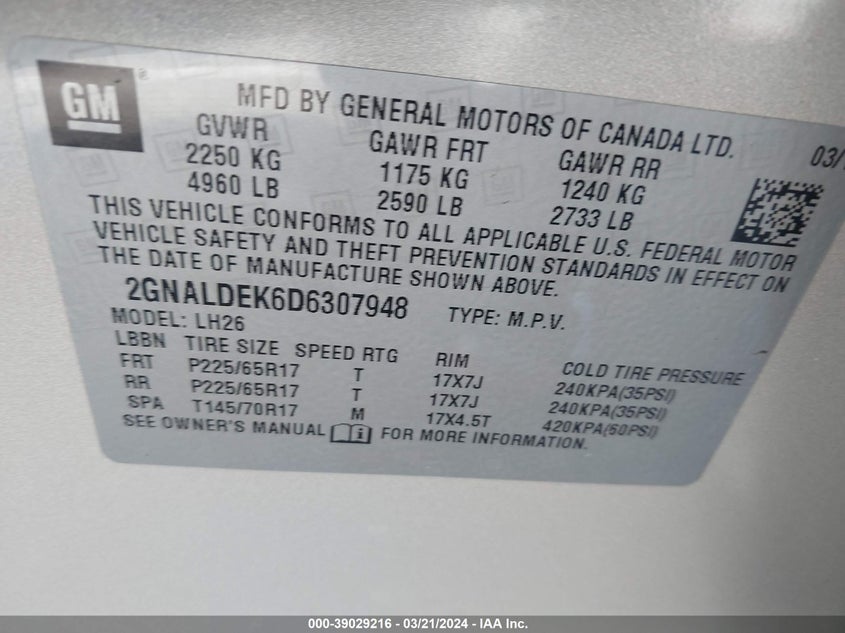 GM ®
MFD BY GENERAL MOTORS OF CANADA LTD.
GVWR GAWR FRT GAWR RR 03/
2250 KG 1175 KG 1240 KG
4960 LB 2590 LB 2733 LB
THIS VEHICLE CONFORMS TO ALL APPLICABLE U.S. FEDERAL MOTOR
VEHICLE SAFETY AND THEFT PREVENTION STANDARDS IN EFFECT ON
THE DATE OF MANUFACTURE SHOWN ABOVE.
2GNALDEK6D6307948 TYPE: M.P.V.
MODEL: LH26
LBBN TIRE SIZE SPEED RTG RIM COLD TIRE PRESSURE
FRT P225/65R17 T 17X7J 240KPA(35PSI)
RR P225/65R17 T 17X7J 240KPA(35PSI)
SPA T145/70R17 M 17X4.5T 420KPA(60PSI)
SEE OWNER'S MANUAL FOR MORE INFORMATION.
000-39029216 - 03/21/2024 - IAA Inc.